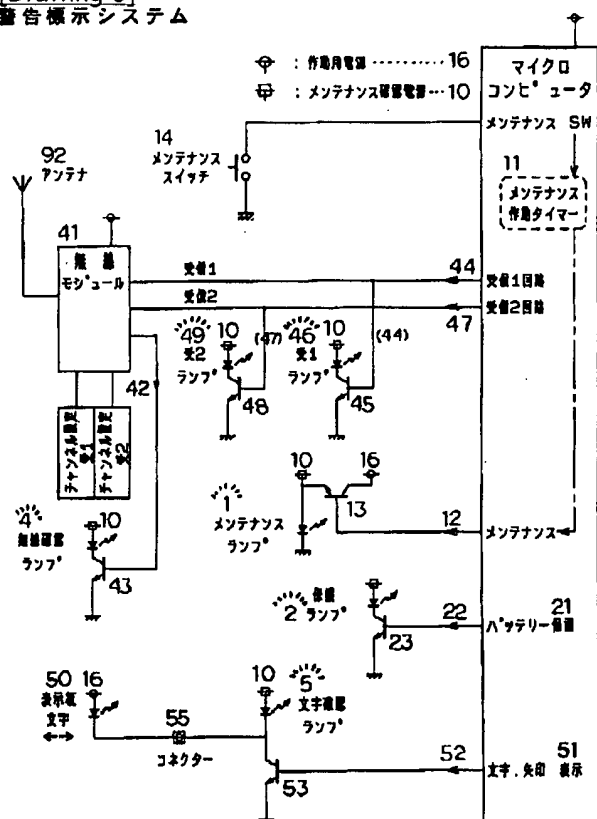 [Drawing 3]
警告標示システム
: 作動用電源 ········· 16
: メンテナンス確認電源 ··· 10
マイクロ
コンピュータ
メンテナンス SW
14
メンテナンス
スイッチ
11
メンテナンス
作動タイマー
92
アンテナ
41
無線
モジュール
受信1
44
受信1回路
受信2
47
受信2回路
49
受2
ランプ
10
(47)
48
46
受1
ランプ
10
(44)
45
42
チャンネル設定
受1
チャンネル設定
受2
4
無線確認
ランプ
10
43
1
メンテナンス
ランプ
10
16
13
12
メンテナンス
2
保護
ランプ
23
22
バッテリー保護
21
50
表示板
文字
16
55
コネクター
10
5
文字確認
ランプ
53
52
文字.矢印 表示
51